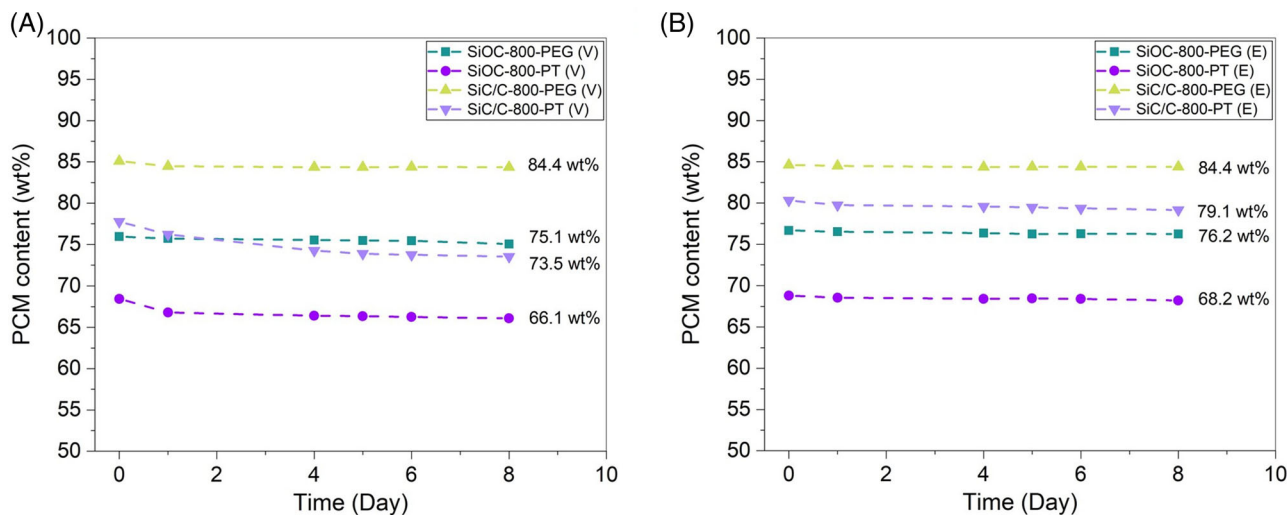 (A)
PCM content (wt%)
100
95
90
85
80
75
70
65
60
55
50
SiOC-800-PEG (V)
SiOC-800-PT (V)
SiC/C-800-PEG (V)
SiC/C-800-PT (V)
84.4 wt%
75.1 wt%
73.5 wt%
66.1 wt%
0 2 4 6 8 10
Time (Day)
(B)
PCM content (wt%)
100
95
90
85
80
75
70
65
60
55
50
SiOC-800-PEG (E)
SiOC-800-PT (E)
SiC/C-800-PEG (E)
SiC/C-800-PT (E)
84.4 wt%
79.1 wt%
76.2 wt%
68.2 wt%
0 2 4 6 8 10
Time (Day)